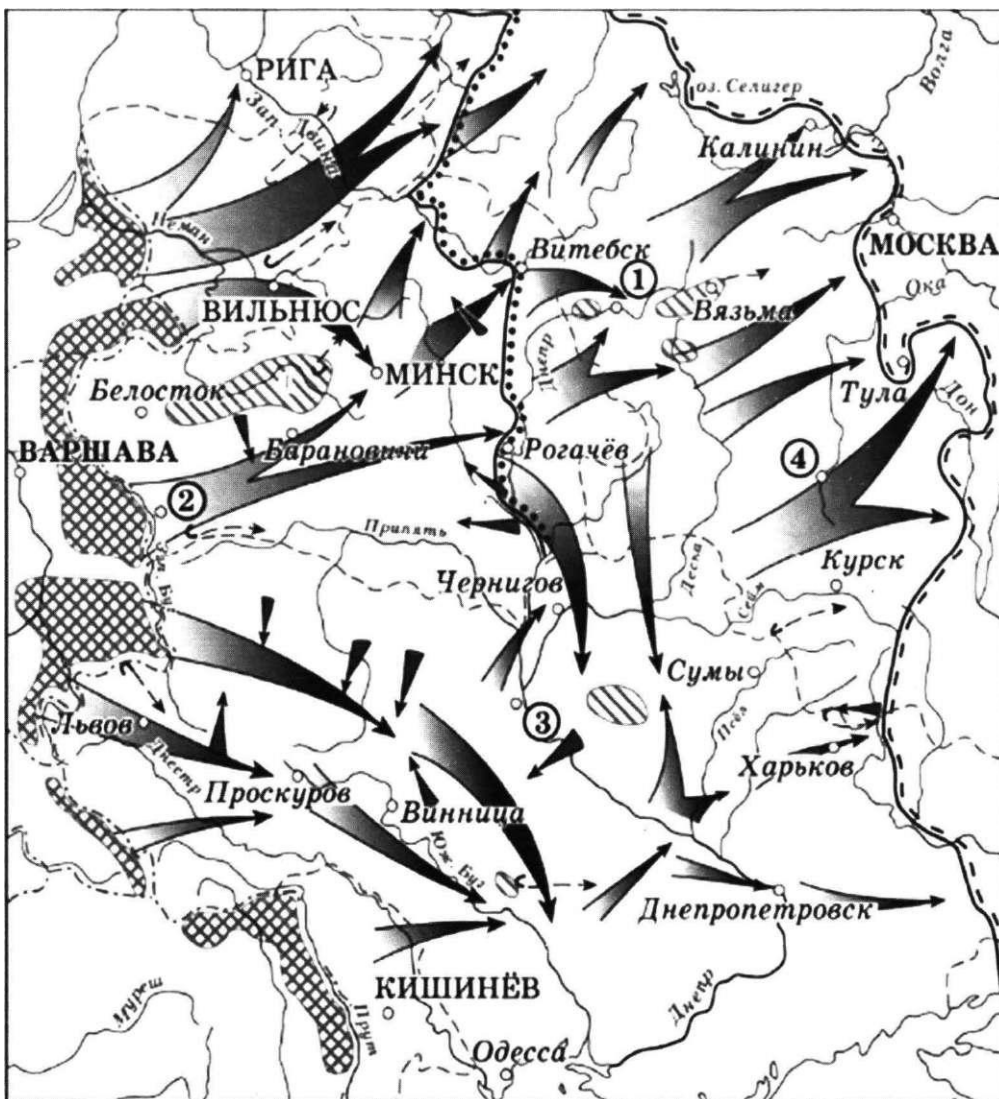 РИГА
Зап. Двина
оз. Селигер
Волга
Калинин
Неман
Витебск
МОСКВА
1
Вязьма
Ока
ВИЛЬНЮС
Днепр
МИНСК
Белосток
Тула
Дон
ВАРШАВА
Барановичи
Рогачёв
4
2
Припять
Десна
Курск
Зап. Буг
Чернигов
Сейм
Сумы
3
Псёл
Львов
Днестр
Харьков
Проскуров
Винница
Юж. Буг
Днепропетровск
КИШИНЁВ
Днепр
Муреш
Прут
Одесса